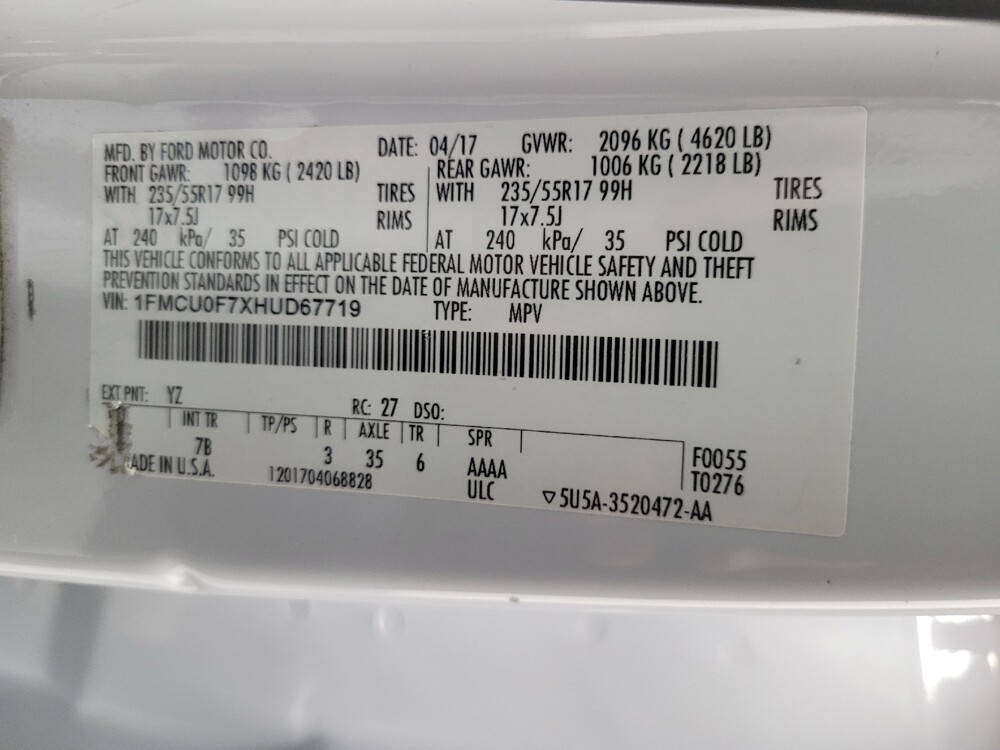 MFD. BY FORD MOTOR CO. DATE: 04/17 GVWR: 2096 KG ( 4620 LB)
FRONT GAWR: 1098 KG ( 2420 LB) REAR GAWR: 1006 KG ( 2218 LB)
WITH 235/55R17 99H TIRES WITH 235/55R17 99H TIRES
17x7.5J RIMS 17x7.5J RIMS
AT 240 kPa/ 35 PSI COLD AT 240 kPa/ 35 PSI COLD
THIS VEHICLE CONFORMS TO ALL APPLICABLE FEDERAL MOTOR VEHICLE SAFETY AND THEFT
PREVENTION STANDARDS IN EFFECT ON THE DATE OF MANUFACTURE SHOWN ABOVE.
VIN: 1FMCU0F7XHUD67719 TYPE: MPV
EXT PNT: YZ RC: 27 DSO:
INT TR TP/PS R AXLE TR SPR
7B 3 35 6 AAAA F0055
ADE IN U.S.A. 1201704068828 ULC T0276
▽5U5A-3520472-AA